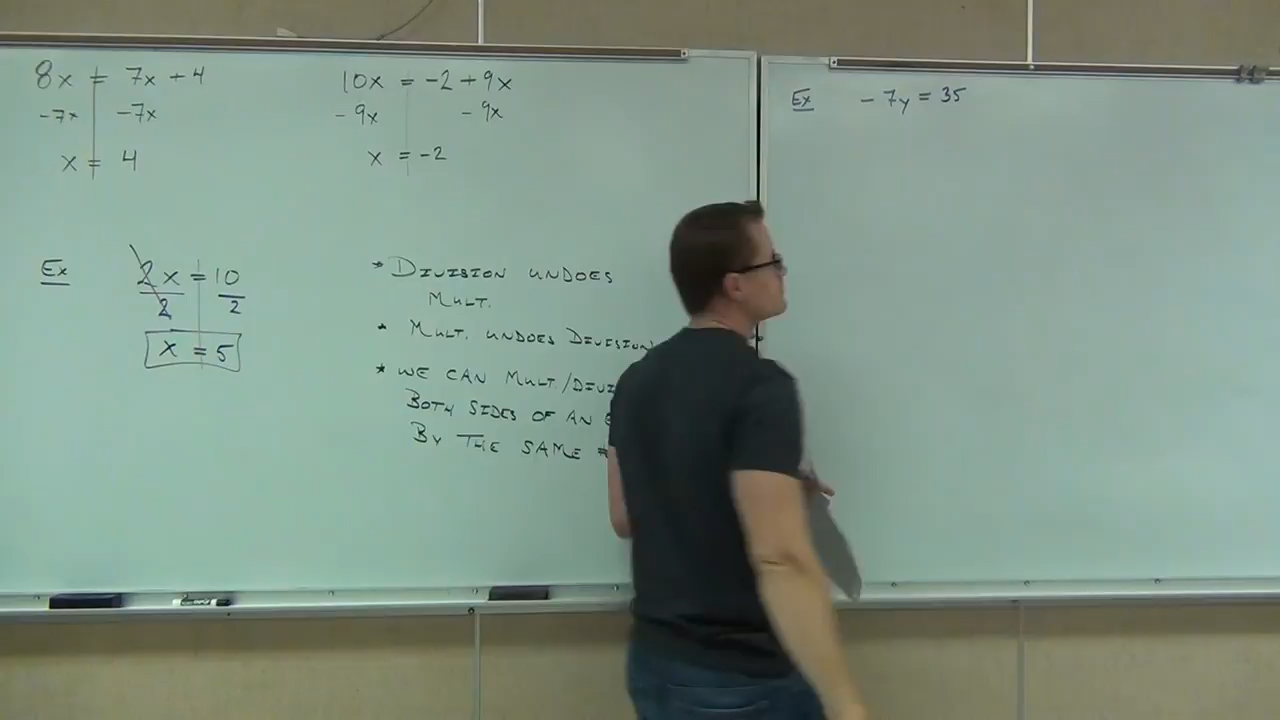 8x = 7x + 4
-7x -7x
x = 4
10x = -2 + 9x
- 9x - 9x
x = -2
Ex 2x = 10
2 2
x = 5
* DIVISION UNDOES
MULT.
* MULT. UNDOES DIVISION
* WE CAN MULT./DIVI
BOTH SIDES OF AN
BY THE SAME #
Ex - 7y = 35